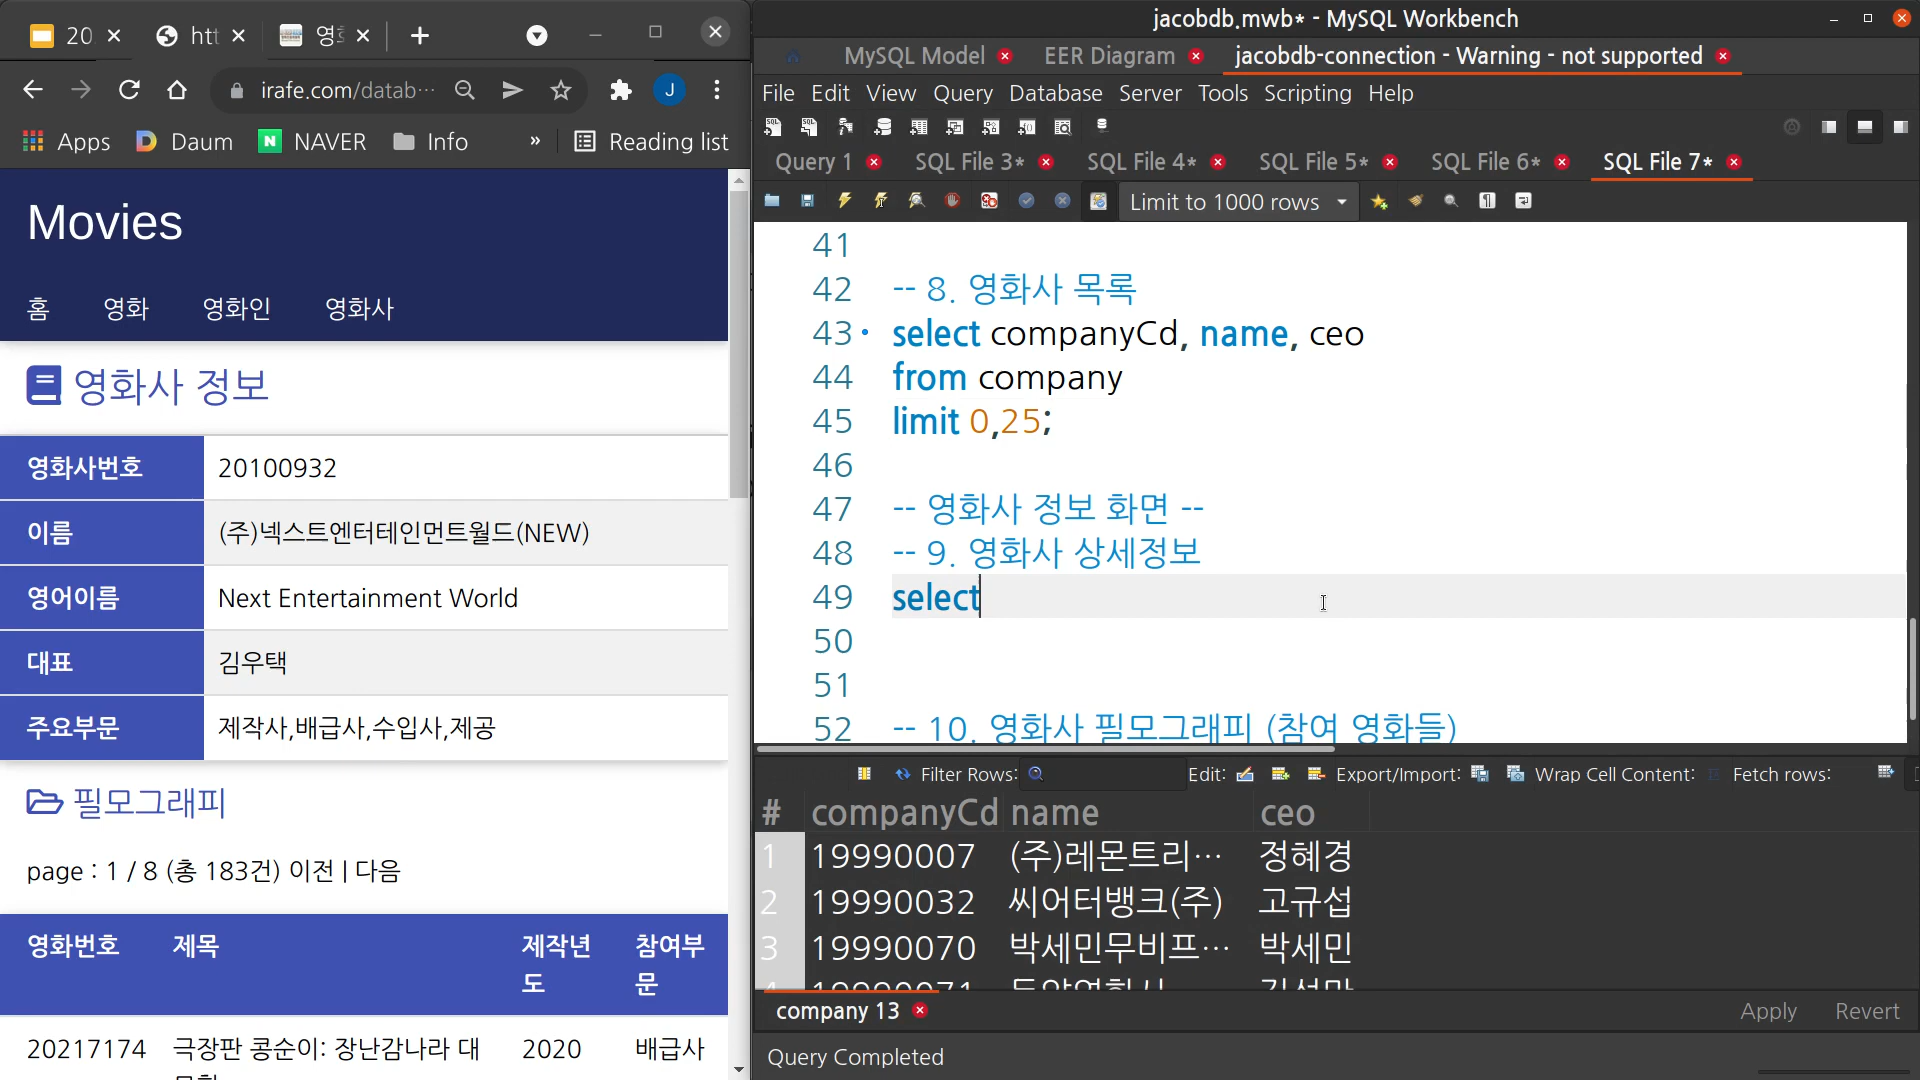 20
htt
영화
irafe.com/datab…
J
Apps
Daum
N NAVER
Info
»
Reading list
Movies
홈 영화 영화인 영화사
영화사 정보
영화사번호 20100932
이름 (주)넥스트엔터테인먼트월드(NEW)
영어이름 Next Entertainment World
대표 김우택
주요부문 제작사,배급사,수입사,제공
필모그래피
page : 1 / 8 (총 183건) 이전 | 다음
영화번호 제목 제작년도 참여부문
20217174 극장판 콩순이: 장난감나라 대 2020 배급사
jacobdb.mwb* - MySQL Workbench
MySQL Model EER Diagram jacobdb-connection - Warning - not supported
File Edit View Query Database Server Tools Scripting Help
Query 1 SQL File 3* SQL File 4* SQL File 5* SQL File 6* SQL File 7*
Limit to 1000 rows
41
42 -- 8. 영화사 목록
43 select companyCd, name, ceo
44 from company
45 limit 0,25;
46
47 -- 영화사 정보 화면 --
48 -- 9. 영화사 상세정보
49 select
50
51
52 -- 10. 영화사 필모그래피 (참여 영화들)
Filter Rows: Edit: Export/Import: Wrap Cell Content: Fetch rows:
# companyCd name ceo
1 19990007 (주)레몬트리… 정혜경
2 19990032 씨어터뱅크(주) 고규섭
3 19990070 박세민무비프… 박세민
4 19990071
company 13
Apply Revert
Query Completed